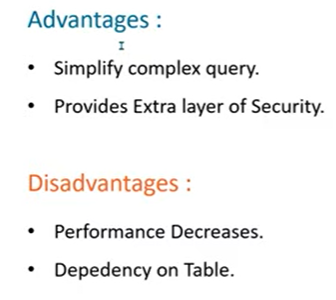 Advantages :
• Simplify complex query.
• Provides Extra layer of Security.
Disadvantages :
• Performance Decreases.
• Depedency on Table.